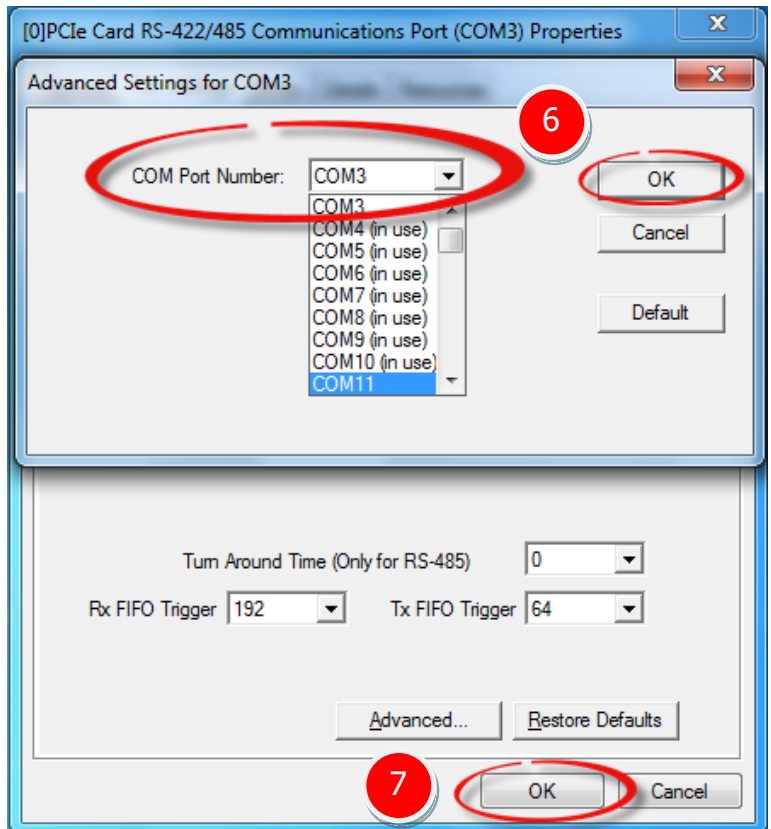 [0]PCIe Card RS-422/485 Communications Port (COM3) Properties
Advanced Settings for COM3
6
COM Port Number:
COM3
OK
COM3
COM4 (in use)
COM5 (in use)
COM6 (in use)
COM7 (in use)
COM8 (in use)
COM9 (in use)
COM10 (in use)
COM11
Cancel
Default
Turn Around Time (Only for RS-485)
0
Rx FIFO Trigger
192
Tx FIFO Trigger
64
Advanced...
Restore Defaults
7
OK
Cancel